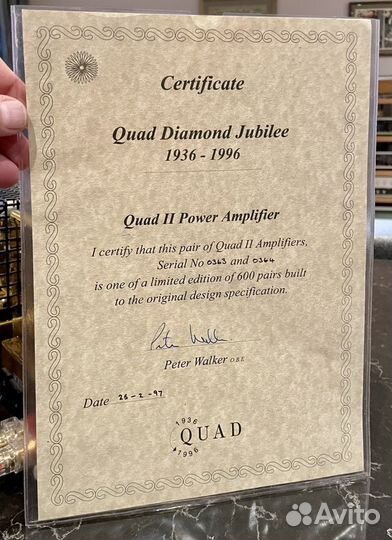 Certificate
Quad Diamond Jubilee
1936 - 1996
Quad II Power Amplifier
I certify that this pair of Quad II Amplifiers,
Serial No 0363 and 0364
is one of a limited edition of 600 pairs built
to the original design specification.
Peter Walker
Peter Walker O.B.E
Date 26-2-97
1936
QUAD
1996
Avito